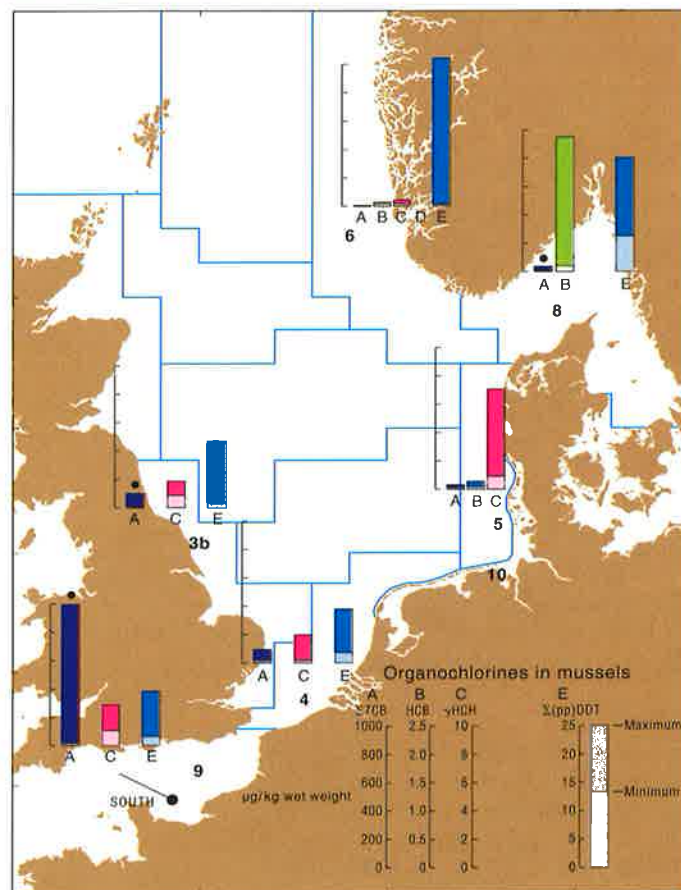 A B C D E
6
A B E
8
A B C
5
A C E
3b
10
A C E
4
A C E
9
SOUTH
Organochlorines in mussels
A B C E
Σ7CB HCB γHCH Σ(pp)DDT
µg/kg wet weight
1000 2.5 10 25 Maximum
800 2.0 8 20
600 1.5 6 15 Minimum
400 1.0 4 10
200 0.5 2 5
0 0 0 0